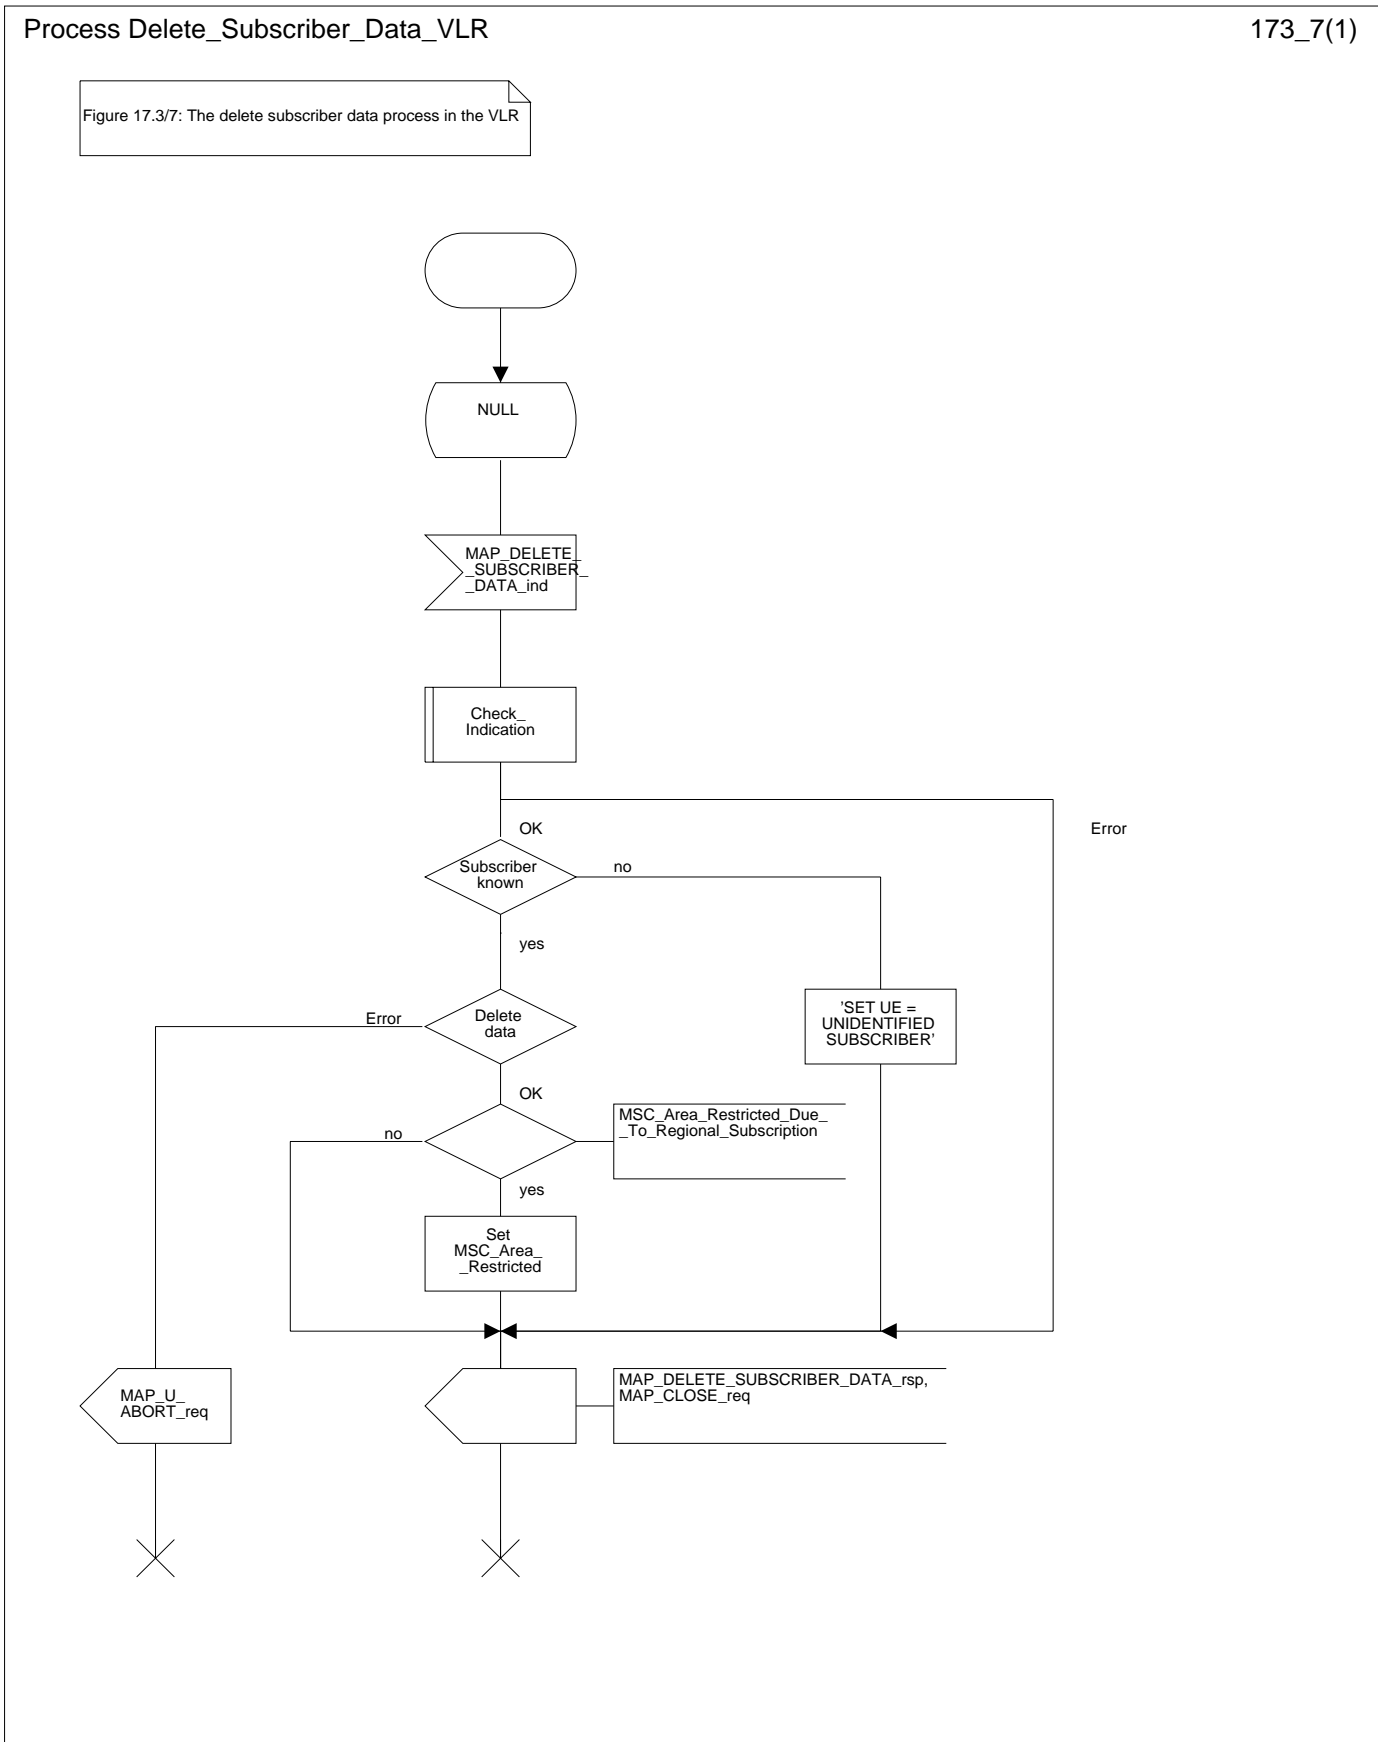 Process Delete_Subscriber_Data_VLR
173_7(1)
Figure 17.3/7: The delete subscriber data process in the VLR
NULL
MAP_DELETE_
_SUBSCRIBER_
_DATA_ind
Check_
Indication
OK
Error
Subscriber
known
no
yes
Error
Delete
data
'SET UE =
UNIDENTIFIED
SUBSCRIBER'
OK
no
MSC_Area_Restricted_Due_
_To_Regional_Subscription
yes
Set
MSC_Area_
_Restricted
MAP_U_
ABORT_req
MAP_DELETE_SUBSCRIBER_DATA_rsp,
MAP_CLOSE_req